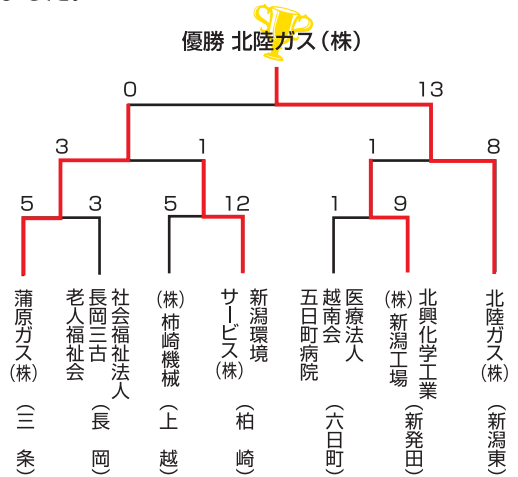 優勝 北陸ガス(株)
0
13
3
1
1
8
5
3
5
12
1
9
蒲原ガス(株)
(三条)
社会福祉法人
長岡三古
老人福祉会
(長岡)
(株)柿崎機械
(上越)
新潟環境
サービス(株)
(柏崎)
医療法人
越南会
五日町病院
(六日町)
北興化学工業
(株)新潟工場
(新発田)
北陸ガス(株)
(新潟東)